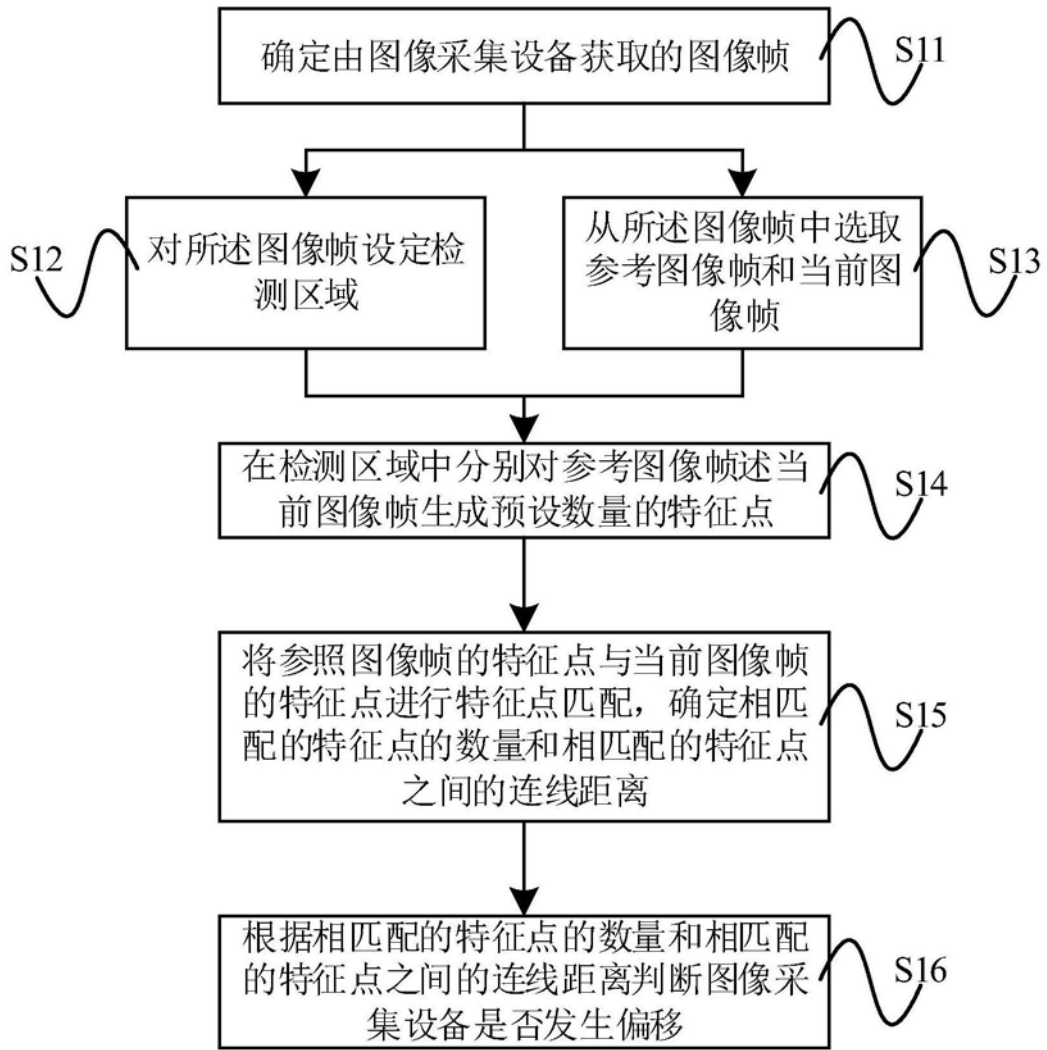 确定由图像采集设备获取的图像帧
S11
S12
对所述图像帧设定检
测区域
从所述图像帧中选取
参考图像帧和当前图
像帧
S13
在检测区域中分别对参考图像帧述当
前图像帧生成预设数量的特征点
S14
将参照图像帧的特征点与当前图像帧
的特征点进行特征点匹配，确定相匹
配的特征点的数量和相匹配的特征点
之间的连线距离
S15
根据相匹配的特征点的数量和相匹配
的特征点之间的连线距离判断图像采
集设备是否发生偏移
S16